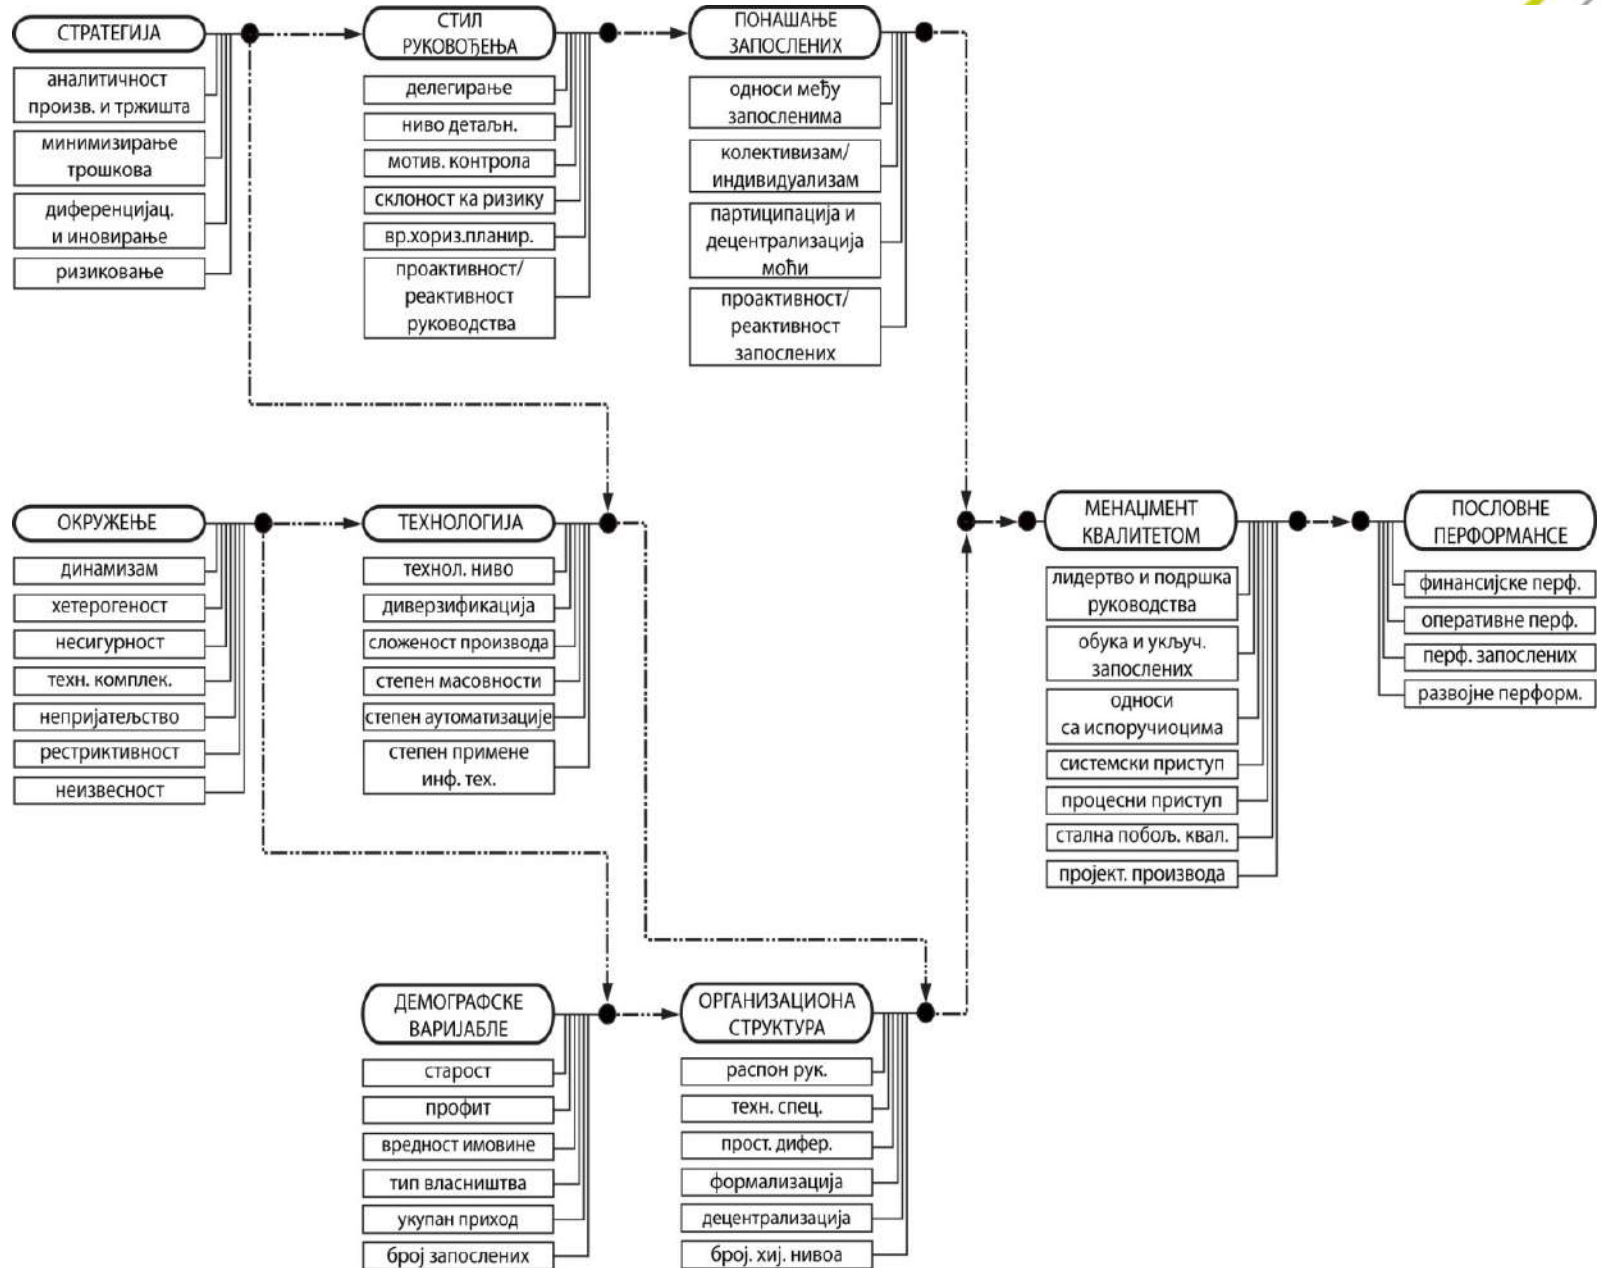 СТРАТЕГИЈА
аналитичност
произв. и тржишта
минимизирање
трошкова
диференцијац.
и иновирање
ризиковање
СТИЛ
РУКОВОЂЕЊА
делегирање
ниво детаљн.
мотив. контрола
склоност ка ризику
вр.хориз.планир.
проактивност/
реактивност
руководства
ПОНАШАЊЕ
ЗАПОСЛЕНИХ
односи међу
запосленима
колективизам/
индивидуализам
партиципација и
децентрализација
моћи
проактивност/
реактивност
запослених
ОКРУЖЕЊЕ
динамизам
хетерогеност
несигурност
техн. комплек.
непријатељство
рестриктивност
неизвесност
ТЕХНОЛОГИЈА
технол. ниво
диверзификација
сложеност производа
степен масовности
степен аутоматизације
степен примене
инф. тех.
МЕНАЏМЕНТ
КВАЛИТЕТОМ
лидертво и подршка
руководства
обука и укључ.
запослених
односи
са испоручиоцима
системски приступ
процесни приступ
стална побољ. квал.
пројект. производа
ПОСЛОВНЕ
ПЕРФОРМАНСЕ
финансијске перф.
оперативне перф.
перф. запослених
развојне перформ.
ДЕМОГРАФСКЕ
ВАРИЈАБЛЕ
старост
профит
вредност имовине
тип власништва
укупан приход
број запослених
ОРГАНИЗАЦИОНА
СТРУКТУРА
распон рук.
техн. спец.
прост. дифер.
формализација
децентрализација
број. хиј. нивоа